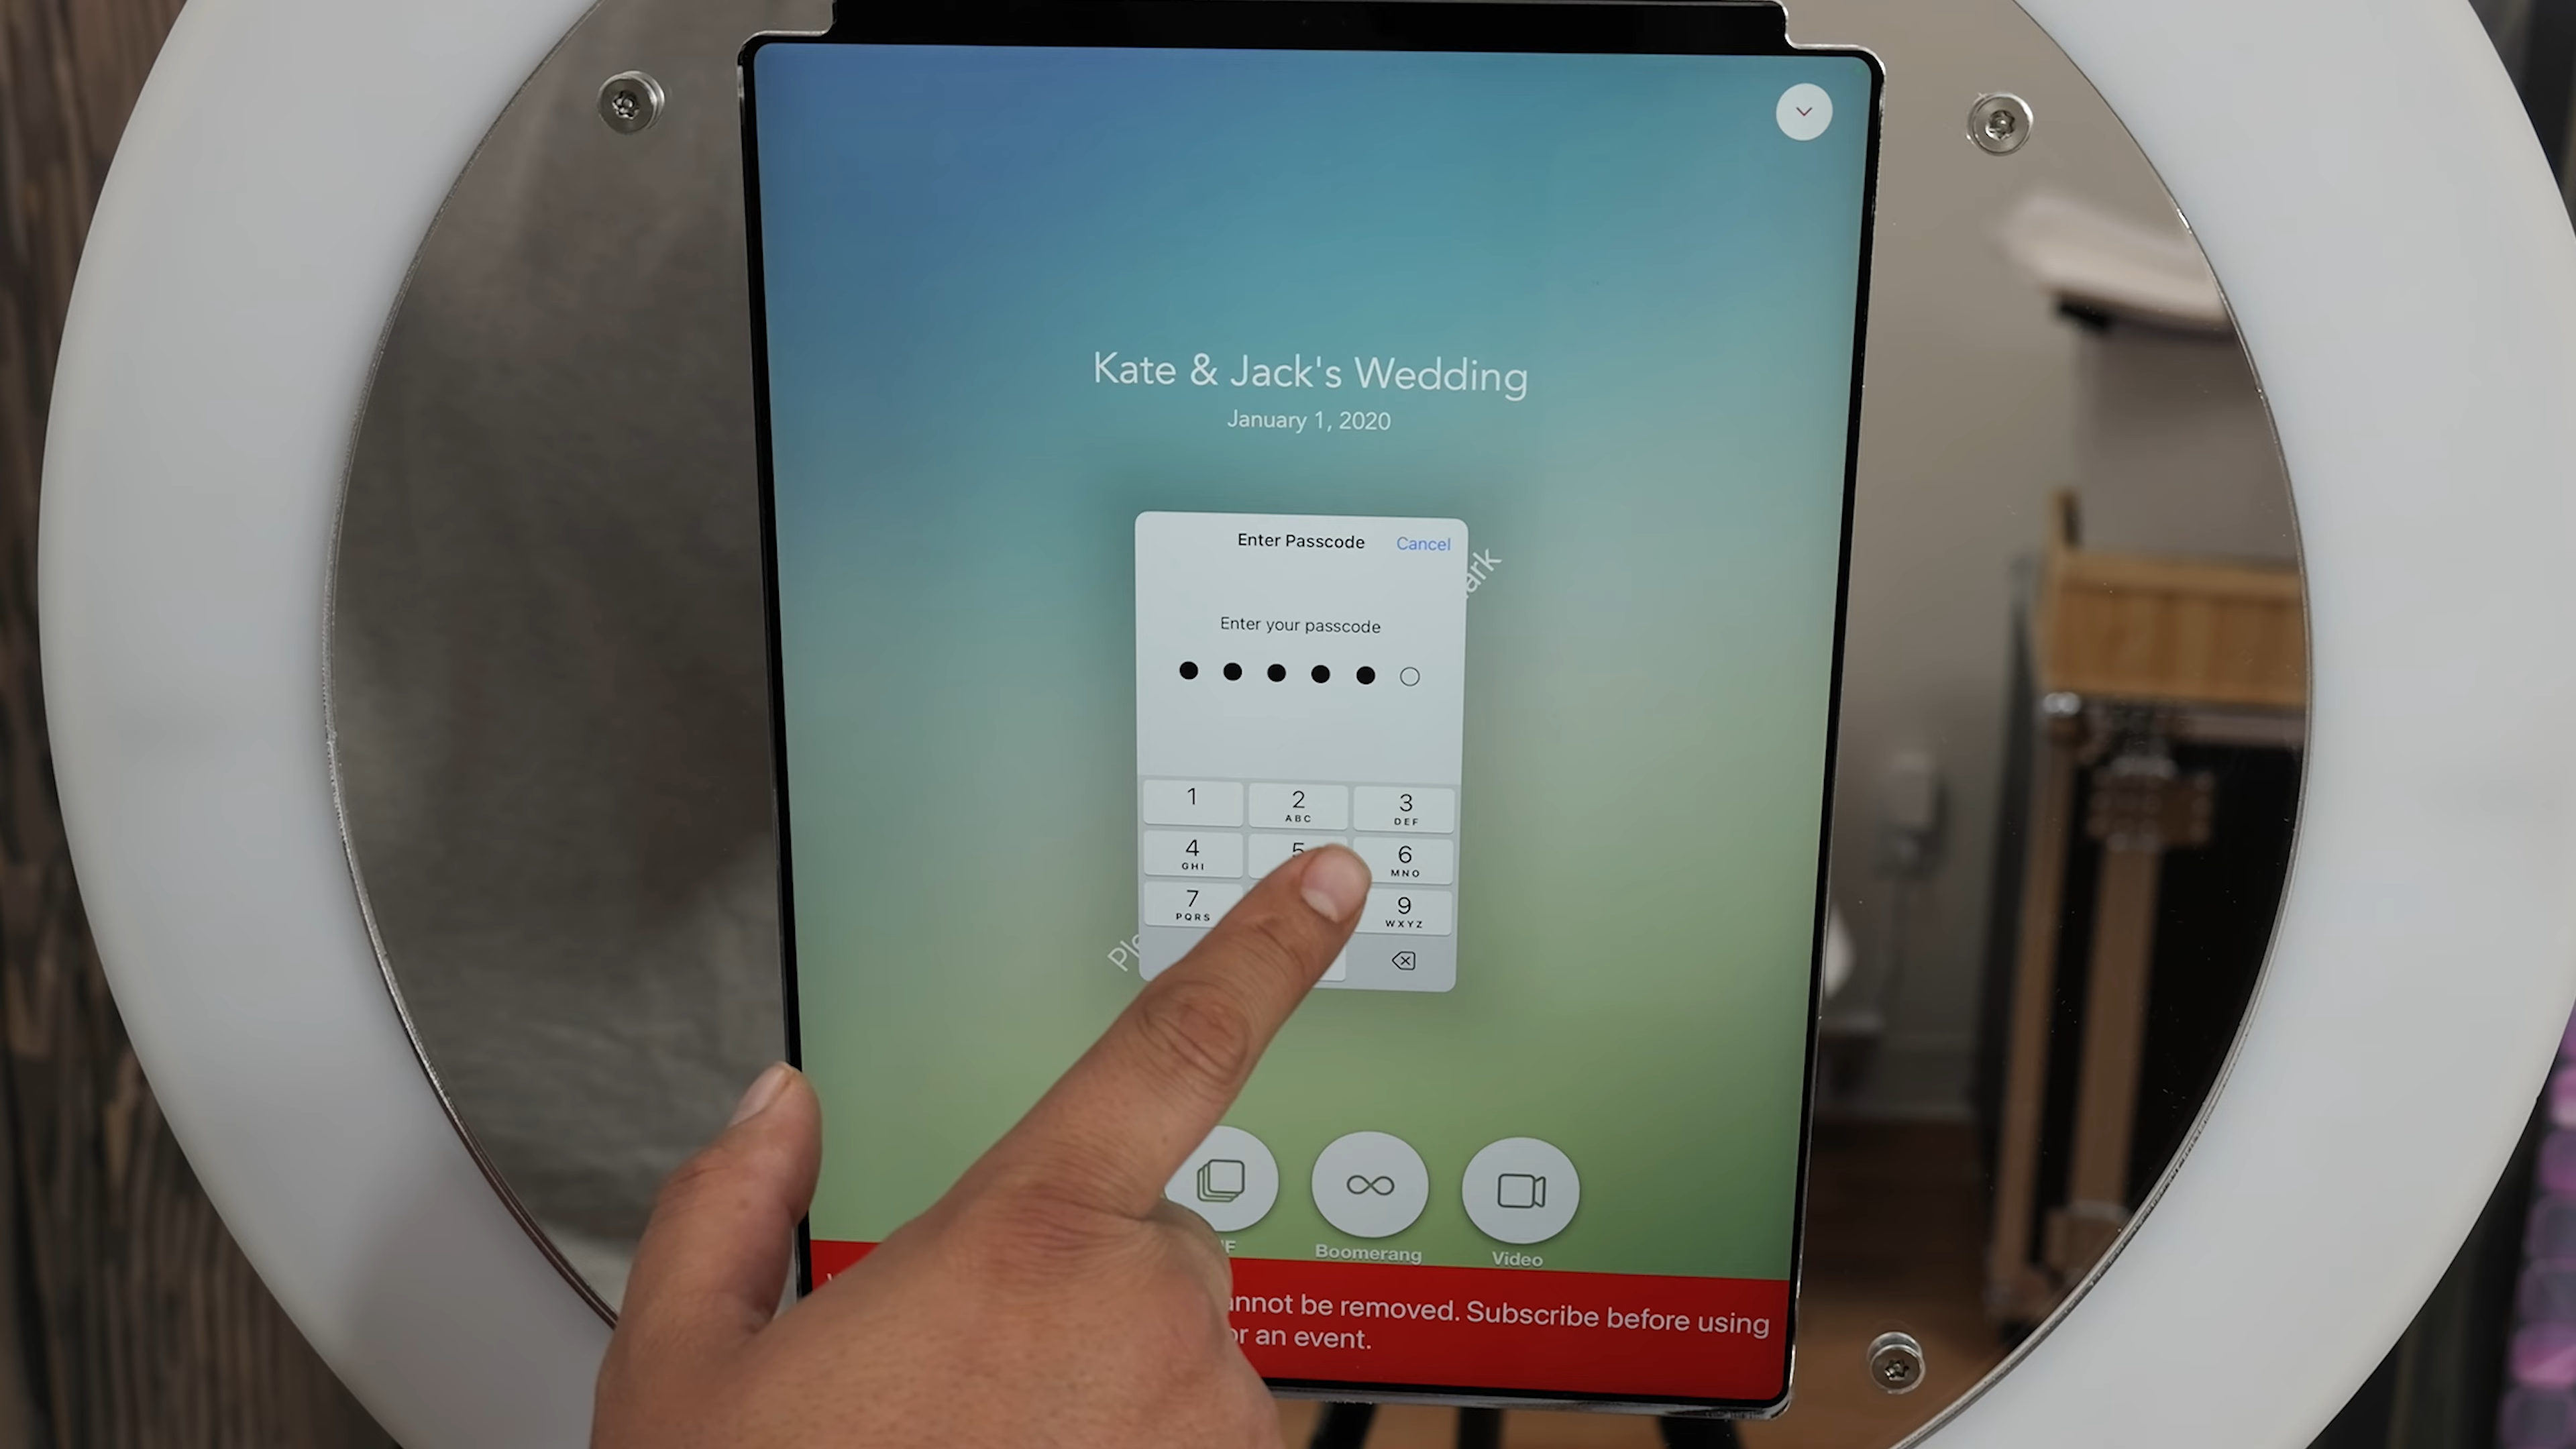 Kate & Jack's Wedding
January 1, 2020
Enter Passcode Cancel
Enter your passcode
1 2 3
ABC DEF
4 5 6
GHI MNO
7 9
PQRS WXYZ
Boomerang Video
be removed. Subscribe before using
an event.